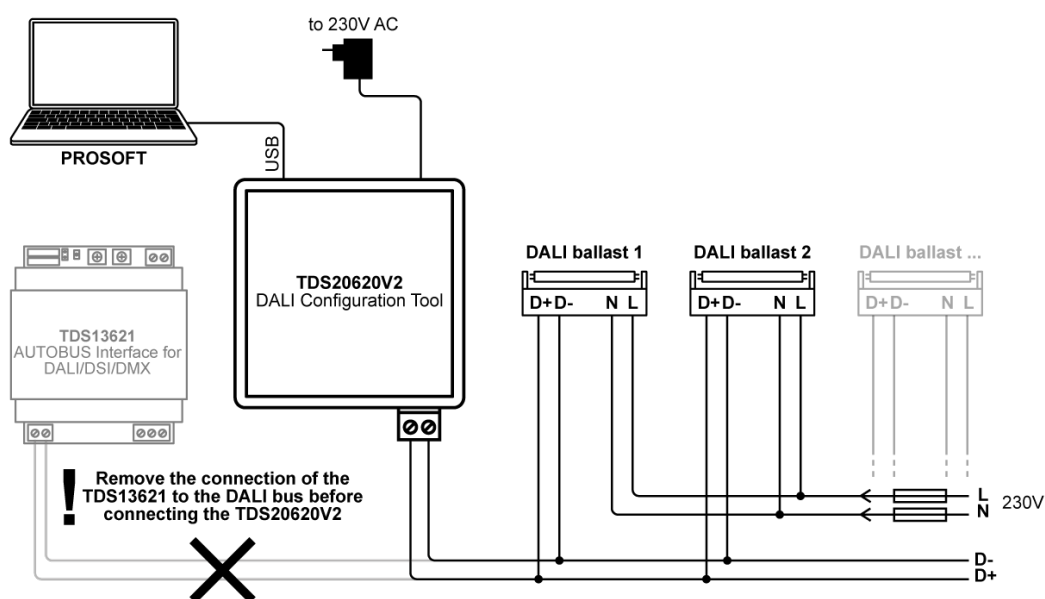 to 230V AC
USB
PROSOFT
TDS20620V2
DALI Configuration Tool
TDS13621
AUTOBUS Interface for
DALI/DSI/DMX
DALI ballast 1
D+ D- N L
DALI ballast 2
D+ D- N L
DALI ballast ...
D+ D- N L
! Remove the connection of the
TDS13621 to the DALI bus before
connecting the TDS20620V2
L
N
230V
D-
D+